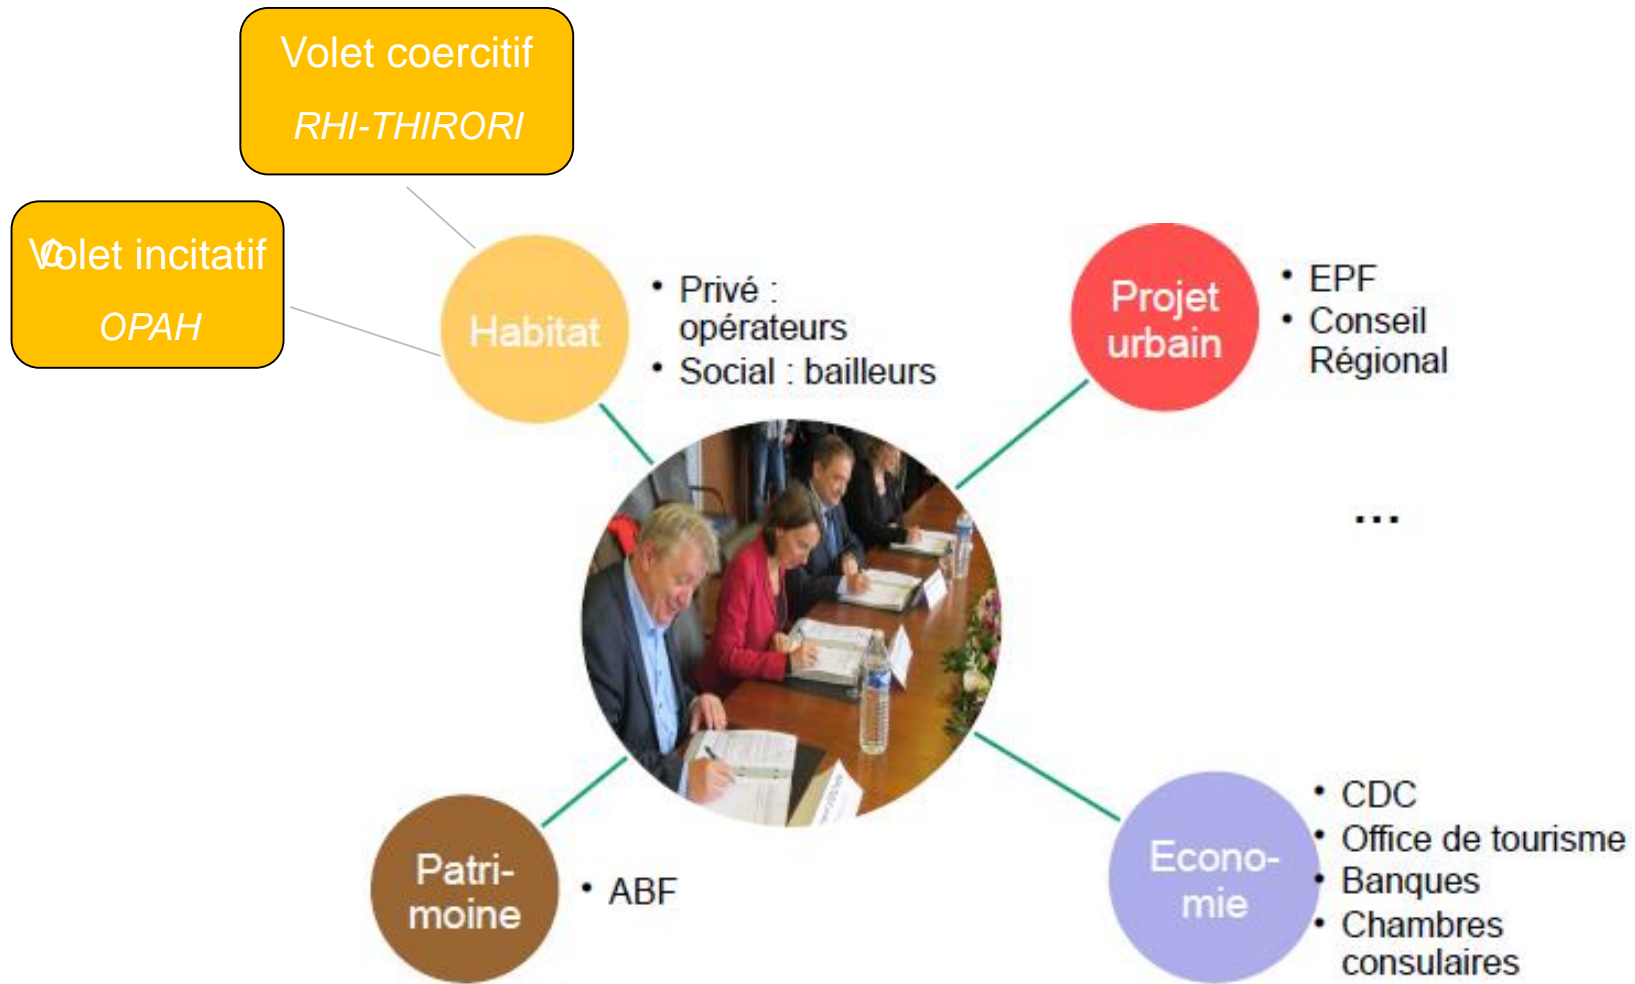 Volet coercitif
RHI-THIRORI
Volet incitatif
OPAH
Habitat
• Privé :
opérateurs
• Social : bailleurs
Projet
urbain
• EPF
• Conseil
Régional
...
Patri-
moine
• ABF
Econo-
mie
• CDC
• Office de tourisme
• Banques
• Chambres
consulaires